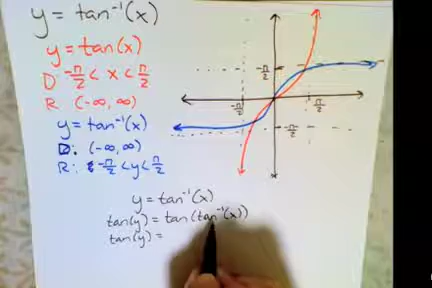 y = tan⁻¹(x)
y = tan(x)
D -π/2 < x < π/2
R (-∞, ∞)
y = tan⁻¹(x)
D: (-∞, ∞)
R: -π/2 < y < π/2
π/2
-π/2
π/2
-π/2
y = tan⁻¹(x)
tan(y) = tan(tan⁻¹(x))
tan(y) =